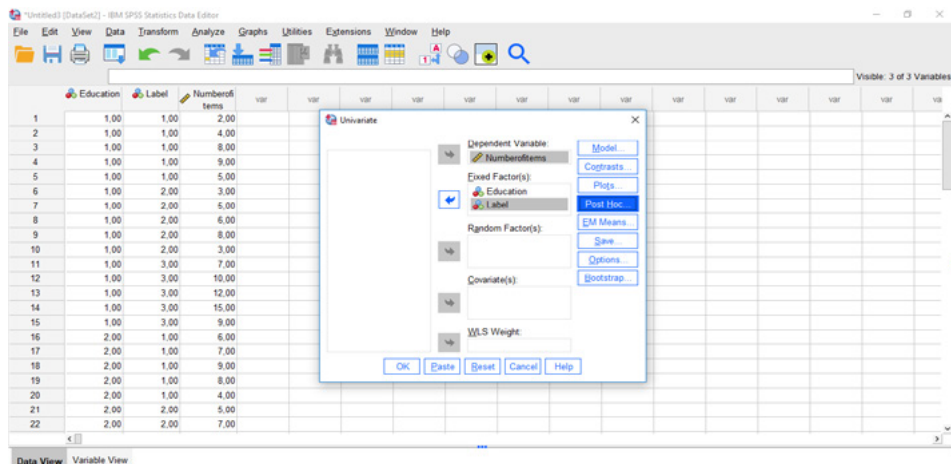 *Untitled3 [DataSet2] - IBM SPSS Statistics Data Editor
File Edit View Data Transform Analyze Graphs Utilities Extensions Window Help
Visible: 3 of 3 Variables
Education Label Numberofitems var var var var var var var var var var var var var va
1 1,00 1,00 2,00
2 1,00 1,00 4,00
3 1,00 1,00 8,00
4 1,00 1,00 9,00
5 1,00 1,00 5,00
6 1,00 2,00 3,00
7 1,00 2,00 5,00
8 1,00 2,00 6,00
9 1,00 2,00 8,00
10 1,00 2,00 3,00
11 1,00 3,00 7,00
12 1,00 3,00 10,00
13 1,00 3,00 12,00
14 1,00 3,00 15,00
15 1,00 3,00 9,00
16 2,00 1,00 6,00
17 2,00 1,00 7,00
18 2,00 1,00 9,00
19 2,00 1,00 8,00
20 2,00 1,00 4,00
21 2,00 2,00 5,00
22 2,00 2,00 7,00
Univariate
Dependent Variable:
Numberofitems
Fixed Factor(s):
Education
Label
Random Factor(s):
Covariate(s):
WLS Weight:
Model...
Contrasts...
Plots...
Post Hoc...
EM Means...
Save...
Options...
Bootstrap...
OK Paste Reset Cancel Help
Data View Variable View